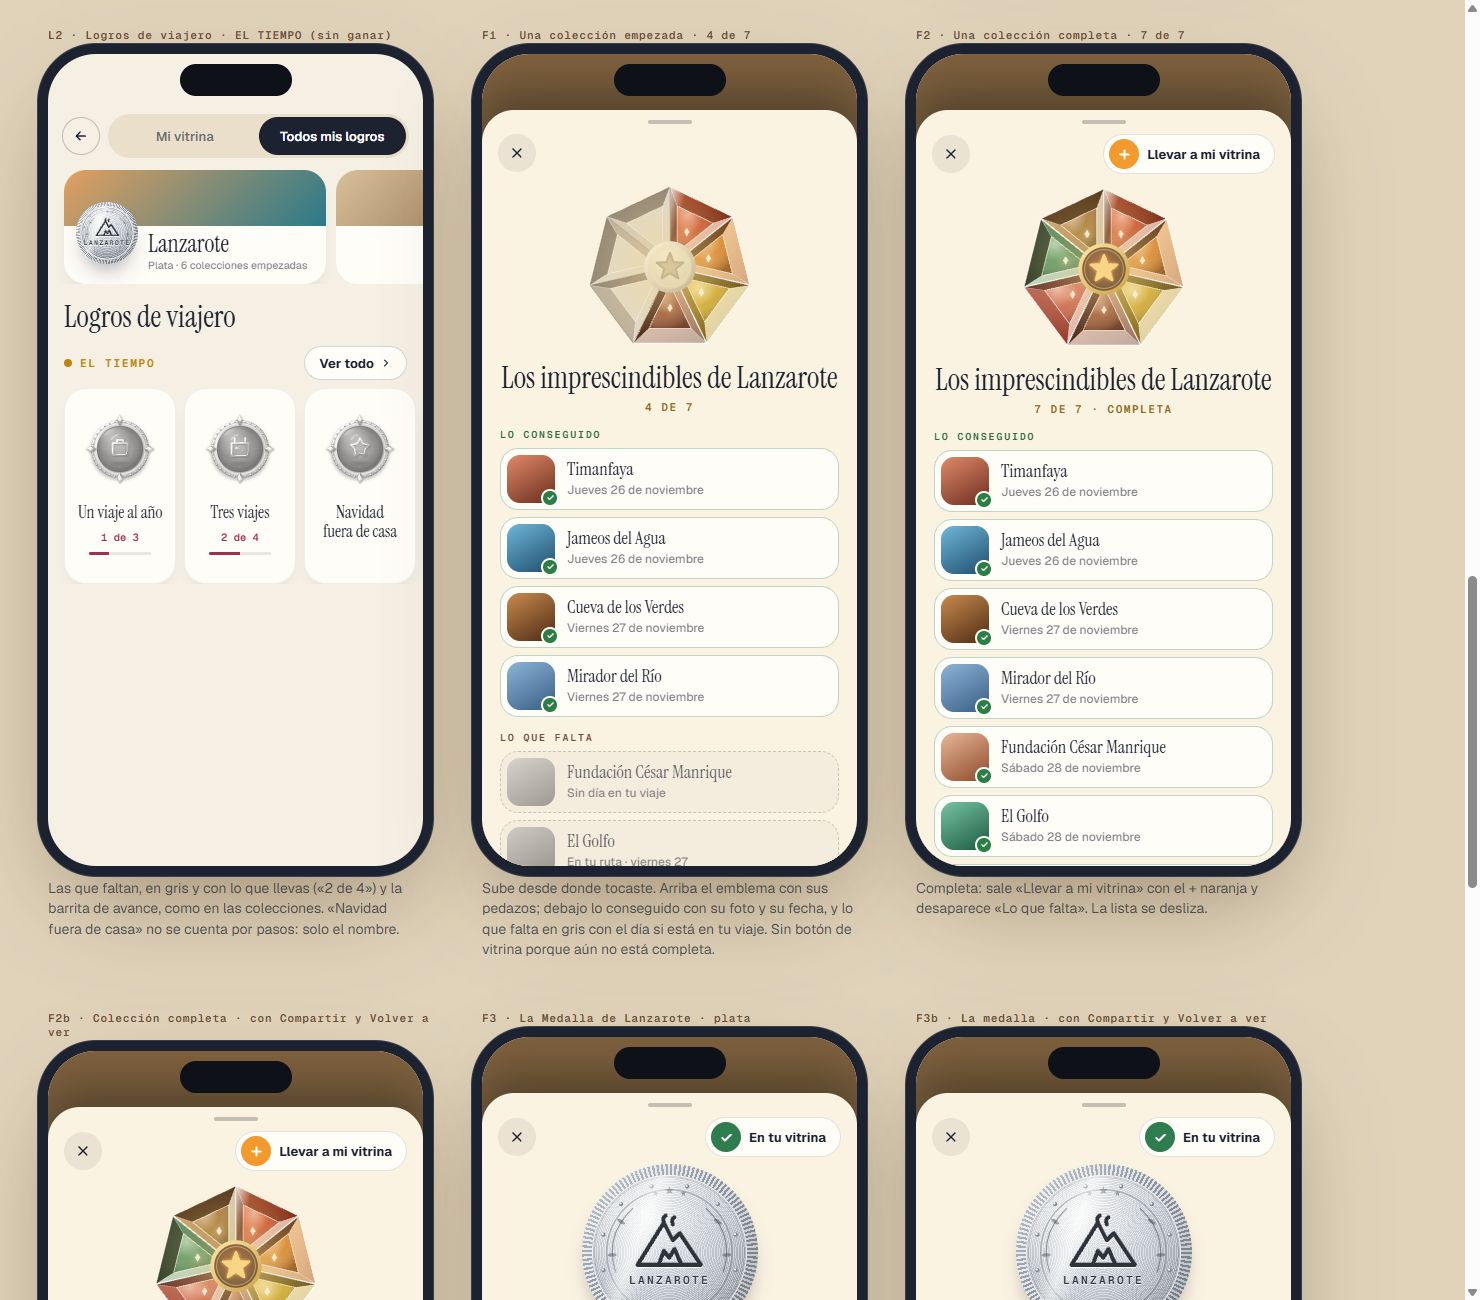 L2 · Logros de viajero · EL TIEMPO (sin ganar)
Mi vitrina
Todos mis logros
LANZAROTE
Lanzarote
Plata · 6 colecciones empezadas
Logros de viajero
EL TIEMPO
Ver todo
Un viaje al año
1 de 3
Tres viajes
2 de 4
Navidad
fuera de casa
Las que faltan, en gris y con lo que llevas («2 de 4») y la
barrita de avance, como en las colecciones. «Navidad
fuera de casa» no se cuenta por pasos: solo el nombre.
F1 · Una colección empezada · 4 de 7
Los imprescindibles de Lanzarote
4 DE 7
LO CONSEGUIDO
Timanfaya
Jueves 26 de noviembre
Jameos del Agua
Jueves 26 de noviembre
Cueva de los Verdes
Viernes 27 de noviembre
Mirador del Río
Viernes 27 de noviembre
LO QUE FALTA
Fundación César Manrique
Sin día en tu viaje
El Golfo
En tu ruta · viernes 27
Sube desde donde tocaste. Arriba el emblema con sus
pedazos; debajo lo conseguido con su foto y su fecha, y lo
que falta en gris con el día si está en tu viaje. Sin botón de
vitrina porque aún no está completa.
F2 · Una colección completa · 7 de 7
Llevar a mi vitrina
Los imprescindibles de Lanzarote
7 DE 7 · COMPLETA
LO CONSEGUIDO
Timanfaya
Jueves 26 de noviembre
Jameos del Agua
Jueves 26 de noviembre
Cueva de los Verdes
Viernes 27 de noviembre
Mirador del Río
Viernes 27 de noviembre
Fundación César Manrique
Sábado 28 de noviembre
El Golfo
Sábado 28 de noviembre
Completa: sale «Llevar a mi vitrina» con el + naranja y
desaparece «Lo que falta». La lista se desliza.
F2b · Colección completa · con Compartir y Volver a
ver
Llevar a mi vitrina
F3 · La Medalla de Lanzarote · plata
En tu vitrina
LANZAROTE
F3b · La medalla · con Compartir y Volver a ver
En tu vitrina
LANZAROTE